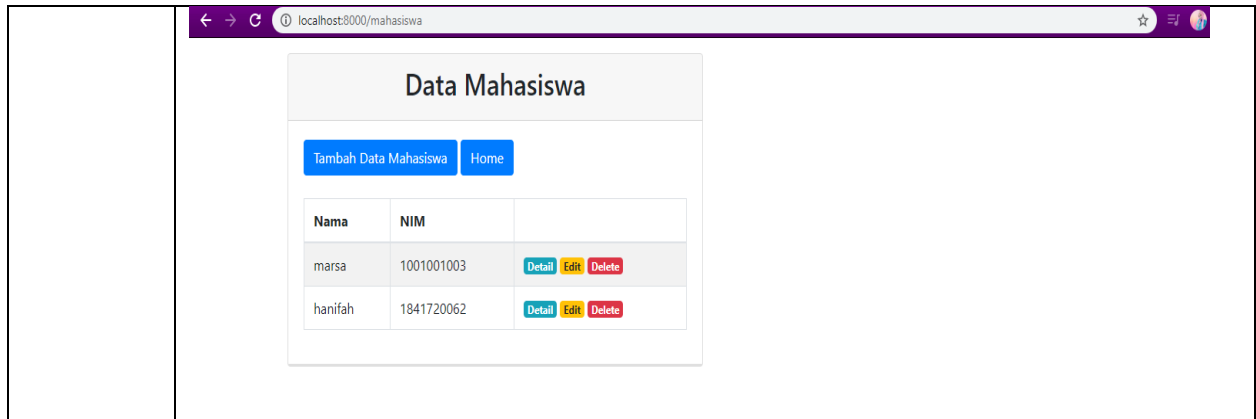 localhost:8000/mahasiswa
Data Mahasiswa
Tambah Data Mahasiswa Home
Nama NIM
marsa 1001001003 Detail Edit Delete
hanifah 1841720062 Detail Edit Delete